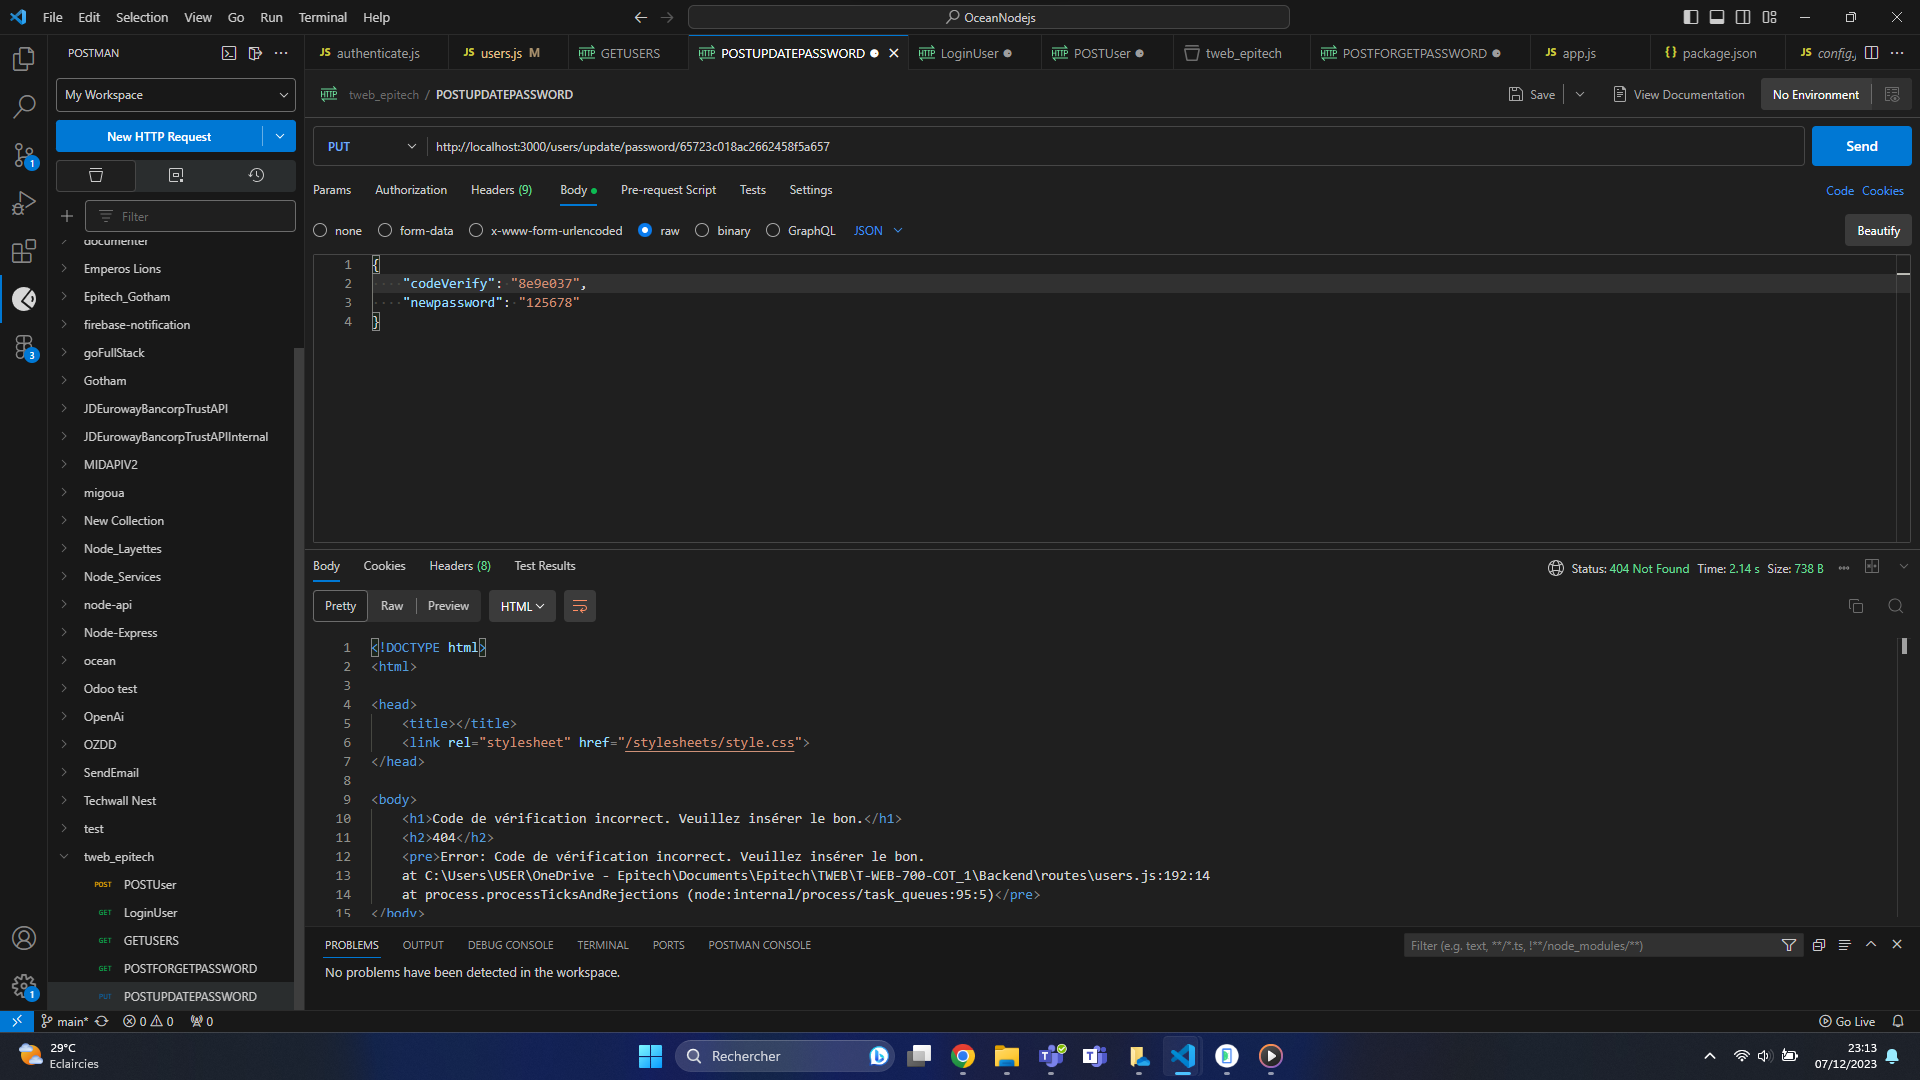 File Edit Selection View Go Run Terminal Help
OceanNodejs
POSTMAN
JS authenticate.js
JS users.js M
HTTP GETUSERS
HTTP POSTUPDATEPASSWORD
HTTP LoginUser
HTTP POSTUser
tweb_epitech
HTTP POSTFORGETPASSWORD
JS app.js
{} package.json
JS config,
My Workspace
HTTP tweb_epitech / POSTUPDATEPASSWORD
Save
View Documentation
No Environment
New HTTP Request
PUT http://localhost:3000/users/update/password/65723c018ac2662458f5a657
Send
Params Authorization Headers (9) Body Pre-request Script Tests Settings
Code Cookies
Filter
none form-data x-www-form-urlencoded raw binary GraphQL JSON
Beautify
1 {
2 "codeVerify": "8e9e037",
3 "newpassword": "125678"
4 }
documenter
Emperos Lions
Epitech_Gotham
firebase-notification
goFullStack
Gotham
JDEurowayBancorpTrustAPI
JDEurowayBancorpTrustAPIInternal
MIDAPIV2
migoua
New Collection
Node_Layettes
Node_Services
node-api
Node-Express
ocean
Odoo test
OpenAi
OZDD
SendEmail
Techwall Nest
test
tweb_epitech
POST POSTUser
GET LoginUser
GET GETUSERS
GET POSTFORGETPASSWORD
PUT POSTUPDATEPASSWORD
1
3
1
Body Cookies Headers (8) Test Results
Status: 404 Not Found Time: 2.14 s Size: 738 B
Pretty Raw Preview HTML
1 <!DOCTYPE html>
2 <html>
3
4 <head>
5 <title></title>
6 <link rel="stylesheet" href="/stylesheets/style.css">
7 </head>
8
9 <body>
10 <h1>Code de vérification incorrect. Veuillez insérer le bon.</h1>
11 <h2>404</h2>
12 <pre>Error: Code de vérification incorrect. Veuillez insérer le bon.
13 at C:\Users\USER\OneDrive - Epitech\Documents\Epitech\TWEB\T-WEB-700-COT_1\Backend\routes\users.js:192:14
14 at process.processTicksAndRejections (node:internal/process/task_queues:95:5)</pre>
15 </body>
PROBLEMS OUTPUT DEBUG CONSOLE TERMINAL PORTS POSTMAN CONSOLE
Filter (e.g. text, **/*.ts, !**/node_modules/**)
No problems have been detected in the workspace.
main* 0 0 0
Go Live
29°C
Eclaircies
Rechercher
23:13
07/12/2023